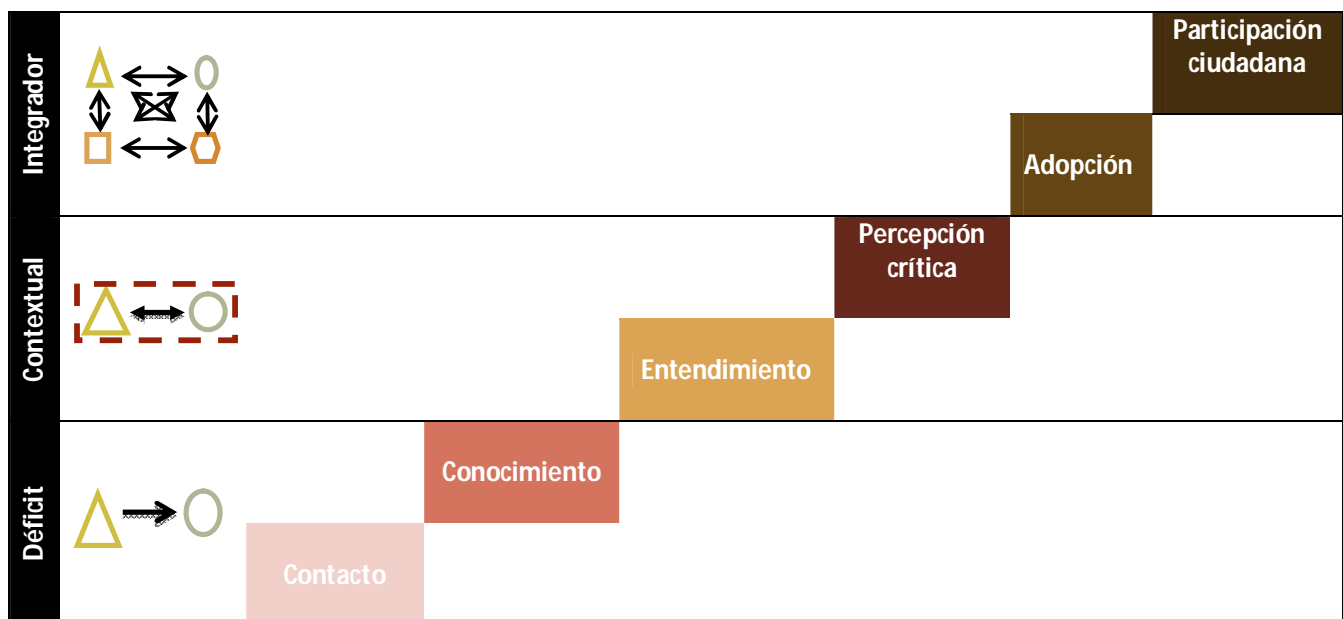 Integrador
Participación
ciudadana
Adopción
Contextual
Percepción
crítica
Entendimiento
Déficit
Conocimiento
Contacto